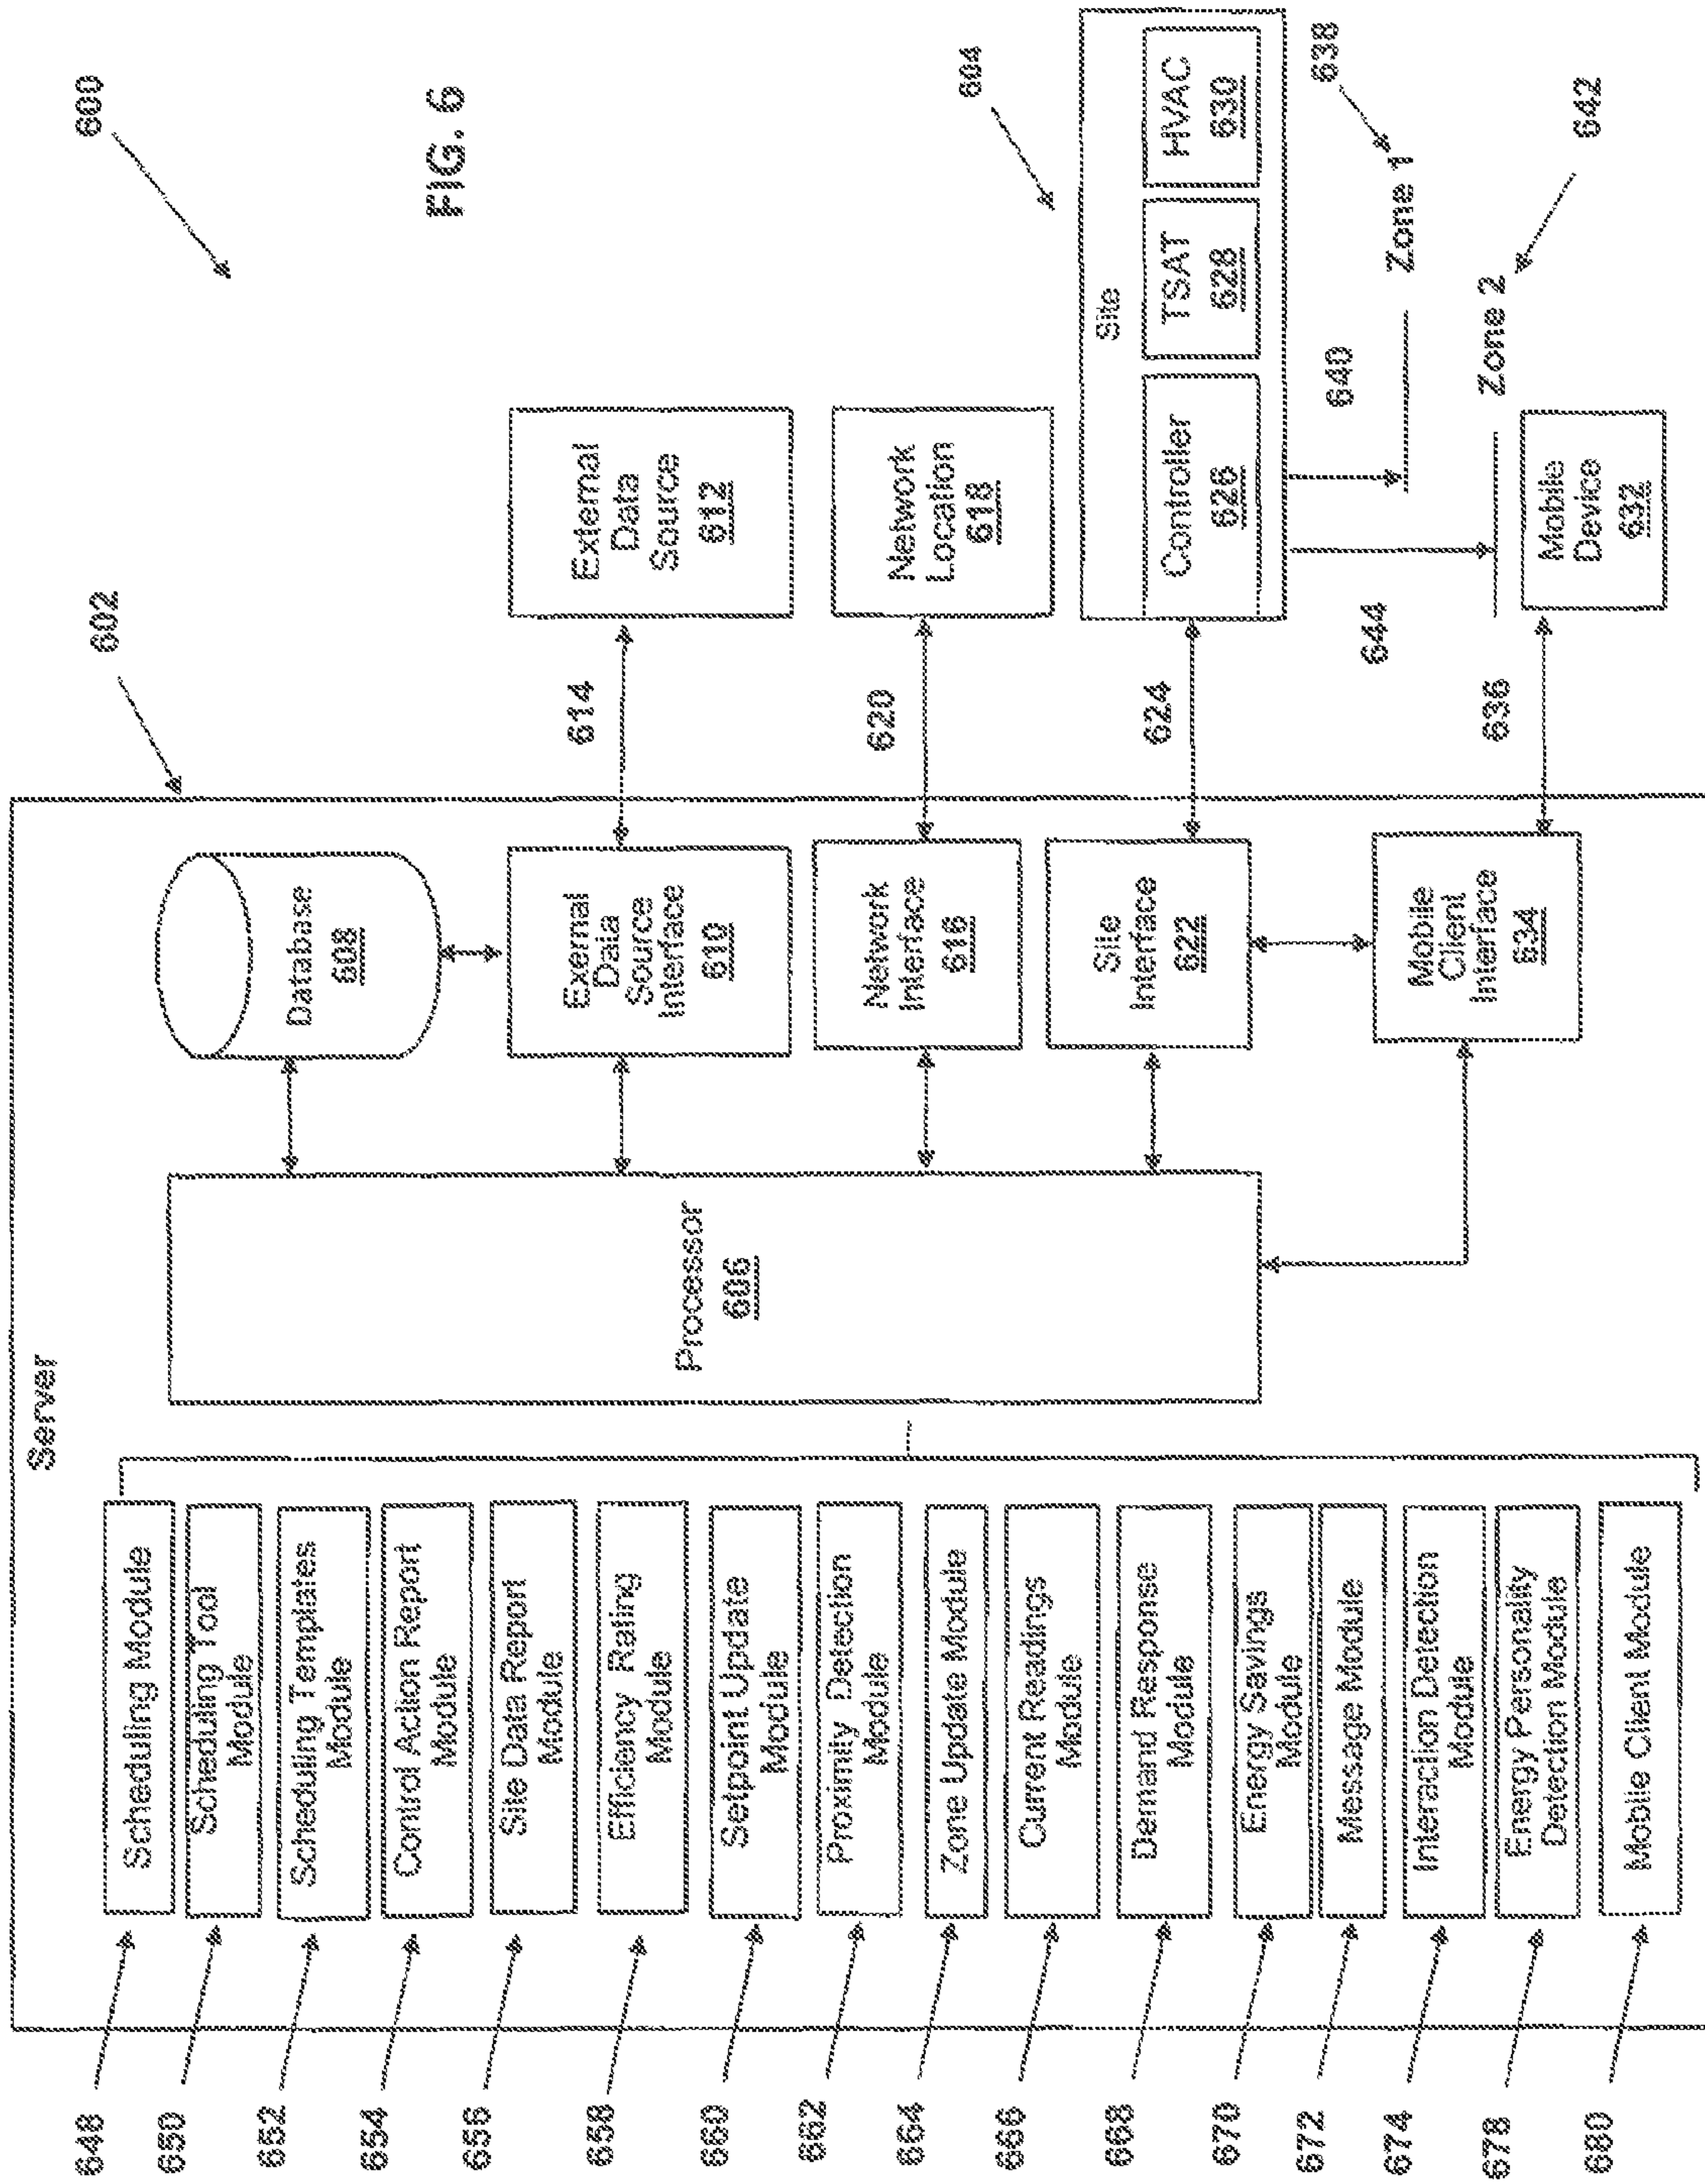 Server
602
600
FIG. 6
648
Scheduling Module
650
Scheduling Tool
Module
652
Scheduling Templates
Module
654
Control Action Report
Module
656
Site Data Report
Module
658
Efficiency Rating
Module
660
Setpoint Update
Module
662
Proximity Detection
Module
664
Zone Update Module
666
Current Readings
Module
668
Demand Response
Module
670
Energy Savings
Module
672
Message Module
674
Interaction Detection
Module
678
Energy Personality
Detection Module
680
Mobile Client Module
Processor
606
Database
608
Exernal
Data
Source
Interface
610
614
External
Data
Source
612
Network
Interface
616
620
Network
Location
618
Site
Interface
622
624
604
Site
Controller
626
TSAT
628
HVAC
630
638
640
Zone 1
642
644
Zone 2
Mobile
Client
Interface
634
636
Mobile
Device
632